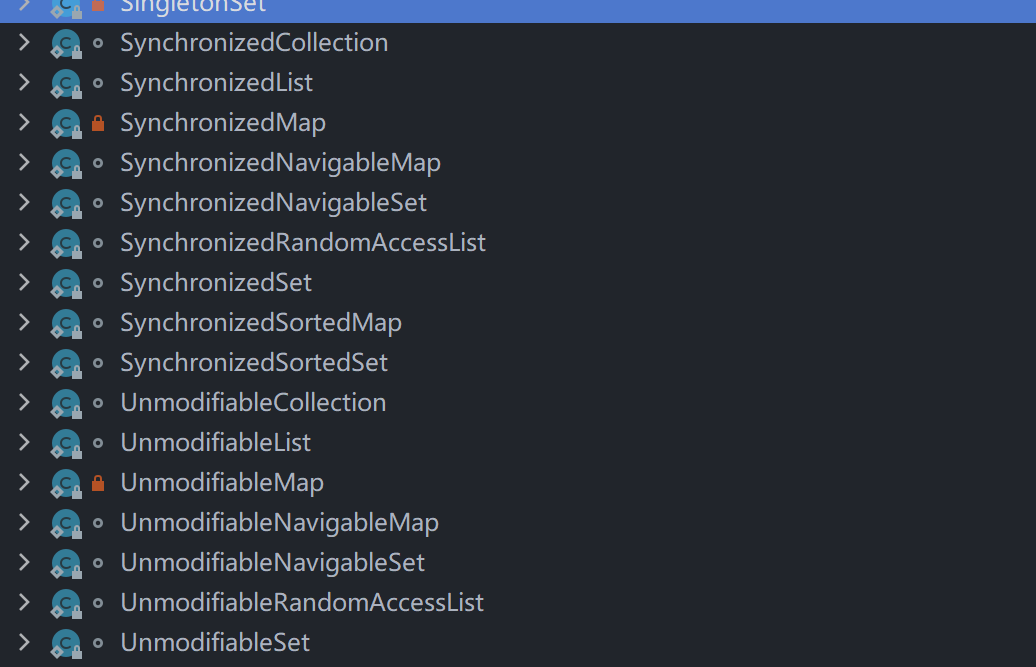 SingletonSet
SynchronizedCollection
SynchronizedList
SynchronizedMap
SynchronizedNavigableMap
SynchronizedNavigableSet
SynchronizedRandomAccessList
SynchronizedSet
SynchronizedSortedMap
SynchronizedSortedSet
UnmodifiableCollection
UnmodifiableList
UnmodifiableMap
UnmodifiableNavigableMap
UnmodifiableNavigableSet
UnmodifiableRandomAccessList
UnmodifiableSet